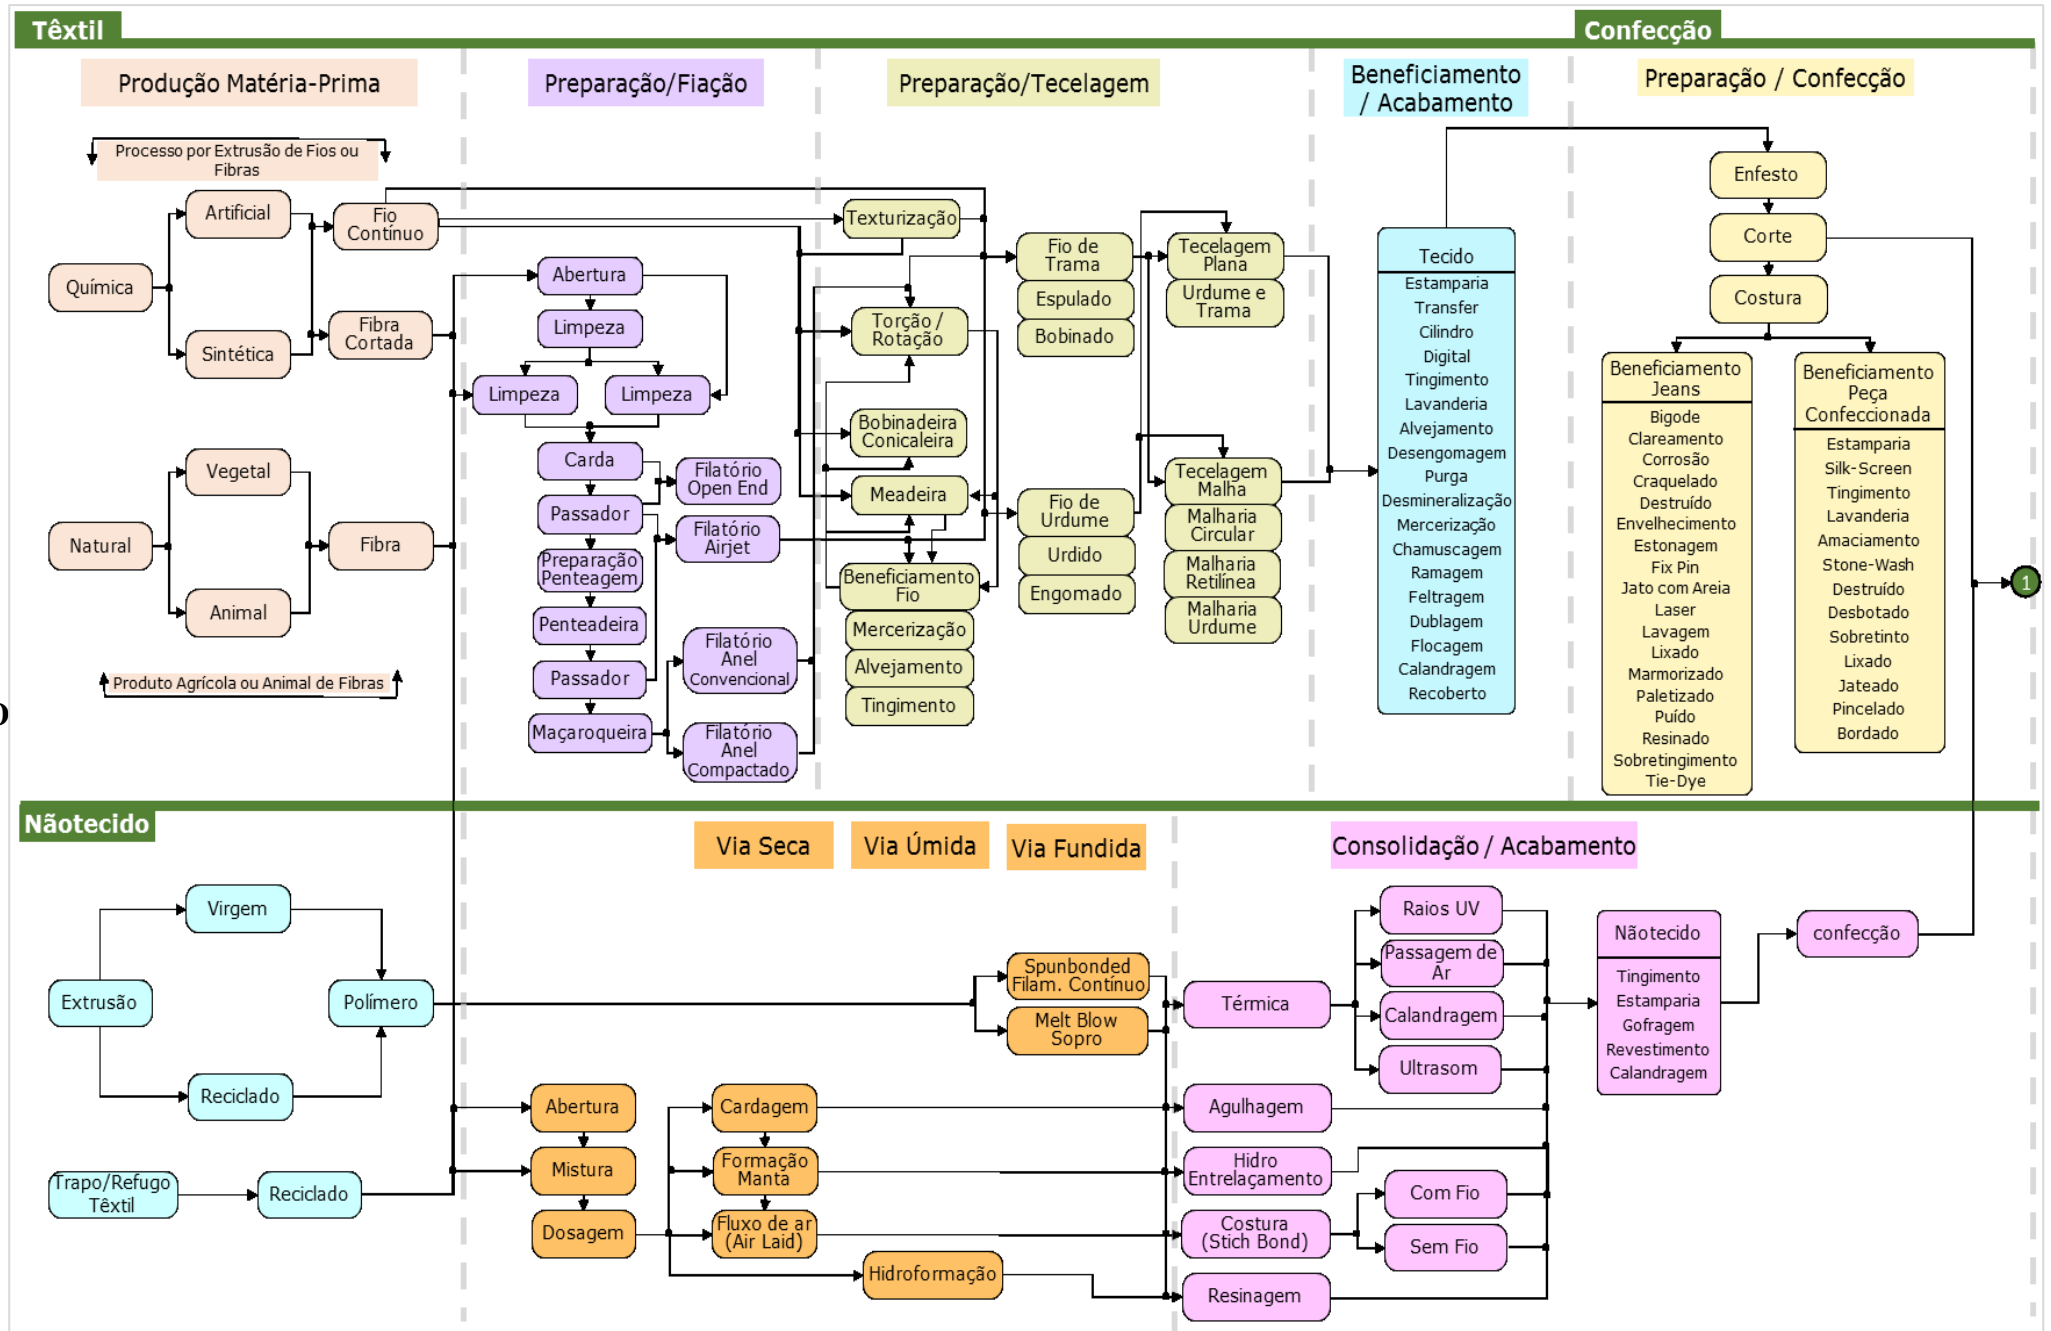 Têxtil
Confecção
Produção Matéria-Prima
Preparação/Fiação
Preparação/Tecelagem
Beneficiamento
/ Acabamento
Preparação / Confecção
Processo por Extrusão de Fios ou
Fibras
Química
Artificial
Sintética
Fio
Contínuo
Fibra
Cortada
Natural
Vegetal
Animal
Fibra
Produto Agrícola ou Animal de Fibras
o
Abertura
Limpeza
Limpeza
Limpeza
Carda
Filatório
Open End
Passador
Filatório
Airjet
Preparação
Penteagem
Penteadeira
Passador
Maçaroqueira
Filatório
Anel
Convencional
Filatório
Anel
Compactado
Texturização
Torção /
Rotação
Bobinadeira
Conicaleira
Meadeira
Beneficiamento
Fio
Mercerização
Alvejamento
Tingimento
Fio de
Trama
Espulado
Bobinado
Fio de
Urdume
Urdido
Engomado
Tecelagem
Plana
Urdume e
Trama
Tecelagem
Malha
Malharia
Circular
Malharia
Retilínea
Malharia
Urdume
Tecido
Estamparia
Transfer
Cilindro
Digital
Tingimento
Lavanderia
Alvejamento
Desengomagem
Purga
Desmineralização
Mercerização
Chamuscagem
Ramagem
Feltragem
Dublagem
Flocagem
Calandragem
Recoberto
Enfesto
Corte
Costura
Beneficiamento
Jeans
Bigode
Clareamento
Corrosão
Craquelado
Destruído
Envelhecimento
Estonagem
Fix Pin
Jato com Areia
Laser
Lavagem
Lixado
Marmorizado
Paletizado
Puído
Resinado
Sobretingimento
Tie-Dye
Beneficiamento
Peça
Confeccionada
Estamparia
Silk-Screen
Tingimento
Lavanderia
Amaciamento
Stone-Wash
Destruído
Desbotado
Sobretinto
Lixado
Jateado
Pincelado
Bordado
1
Nãotecido
Via Seca
Via Úmida
Via Fundida
Consolidação / Acabamento
Extrusão
Virgem
Reciclado
Polímero
Trapo/Refugo
Têxtil
Reciclado
Abertura
Mistura
Dosagem
Cardagem
Formação
Manta
Fluxo de ar
(Air Laid)
Hidroformação
Spunbonded
Filam. Contínuo
Melt Blow
Sopro
Térmica
Agulhagem
Hidro
Entrelaçamento
Costura
(Stich Bond)
Resinagem
Raios UV
Passagem de
Ar
Calandragem
Ultrasom
Com Fio
Sem Fio
Nãotecido
Tingimento
Estamparia
Gofragem
Revestimento
Calandragem
confecção